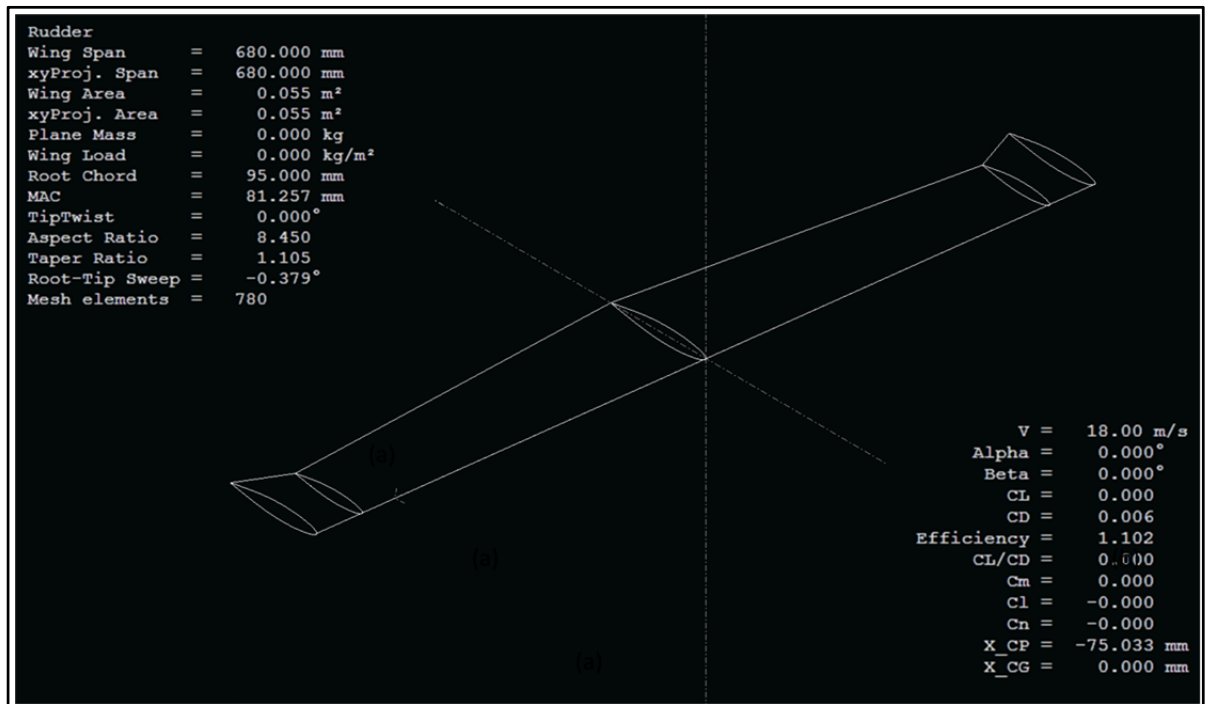 Rudder
Wing Span = 680.000 mm
xyProj. Span = 680.000 mm
Wing Area = 0.055 m²
xyProj. Area = 0.055 m²
Plane Mass = 0.000 kg
Wing Load = 0.000 kg/m²
Root Chord = 95.000 mm
MAC = 81.257 mm
TipTwist = 0.000°
Aspect Ratio = 8.450
Taper Ratio = 1.105
Root-Tip Sweep = -0.379°
Mesh elements = 780
(a)
(a)
(a)
V = 18.00 m/s
Alpha = 0.000°
Beta = 0.000°
CL = 0.000
CD = 0.006
Efficiency = 1.102
CL/CD = 0.000
Cm = 0.000
Cl = -0.000
Cn = -0.000
X_CP = -75.033 mm
X_CG = 0.000 mm